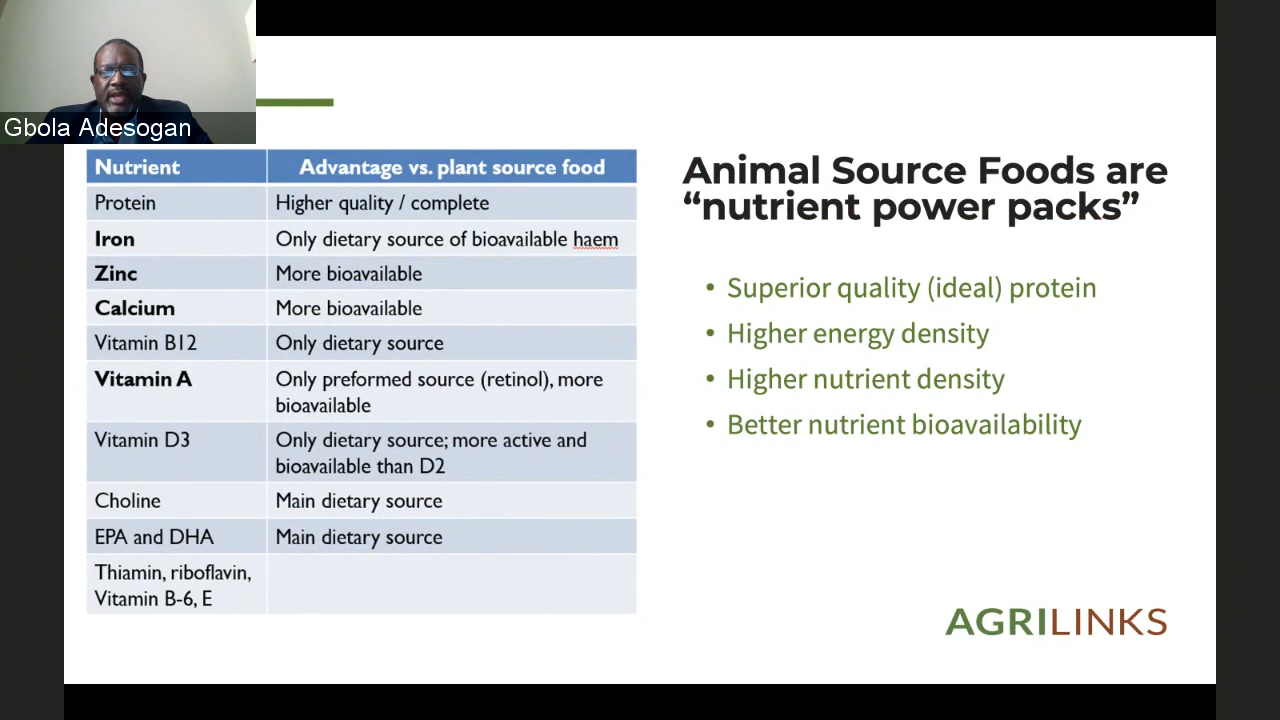 Gbola Adesogan
Nutrient Advantage vs. plant source food
Protein Higher quality / complete
Iron Only dietary source of bioavailable haem
Zinc More bioavailable
Calcium More bioavailable
Vitamin B12 Only dietary source
Vitamin A Only preformed source (retinol), more
bioavailable
Vitamin D3 Only dietary source; more active and
bioavailable than D2
Choline Main dietary source
EPA and DHA Main dietary source
Thiamin, riboflavin,
Vitamin B-6, E
Animal Source Foods are
“nutrient power packs”
• Superior quality (ideal) protein
• Higher energy density
• Higher nutrient density
• Better nutrient bioavailability
AGRILINKS